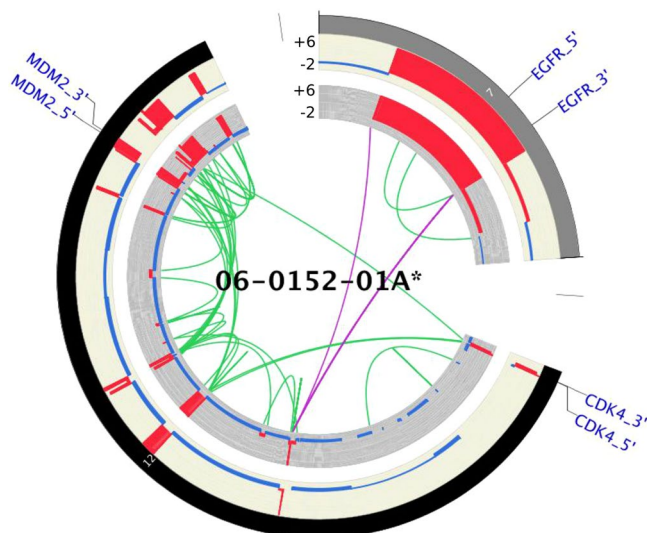 +6
-2
+6
-2
7
EGFR_5'
EGFR_3'
MDM2_3'
MDM2_5'
06-0152-01A*
CDK4_3'
CDK4_5'
12